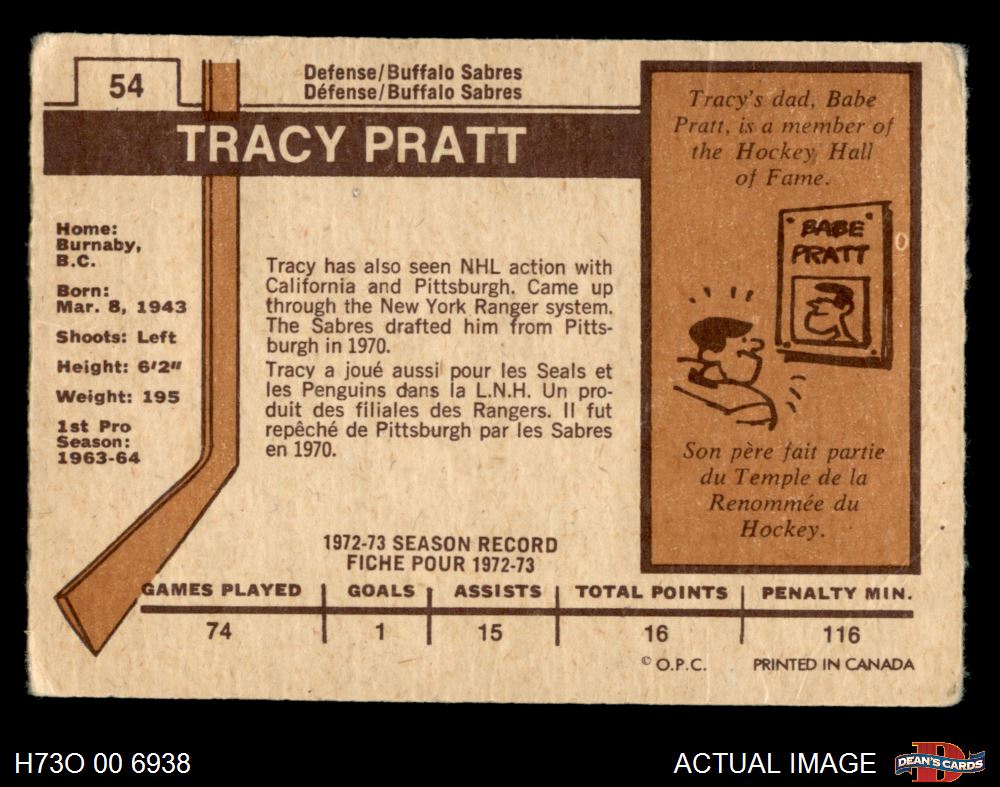 54
Defense/Buffalo Sabres
Défense/Buffalo Sabres
TRACY PRATT
Home:
Burnaby,
B.C.
Born:
Mar. 8, 1943
Shoots: Left
Height: 6'2"
Weight: 195
1st Pro
Season:
1963-64
Tracy has also seen NHL action with
California and Pittsburgh. Came up
through the New York Ranger system.
The Sabres drafted him from Pitts-
burgh in 1970.
Tracy a joué aussi pour les Seals et
les Penguins dans la L.N.H. Un pro-
duit des filiales des Rangers. Il fut
repêché de Pittsburgh par les Sabres
en 1970.
Tracy's dad, Babe
Pratt, is a member of
the Hockey Hall
of Fame.
BABE
PRATT
Son père fait partie
du Temple de la
Renommée du
Hockey.
1972-73 SEASON RECORD
FICHE POUR 1972-73
GAMES PLAYED GOALS ASSISTS TOTAL POINTS PENALTY MIN.
74 1 15 16 116
© O.P.C. PRINTED IN CANADA
H73O 00 6938 ACTUAL IMAGE
D
DEAN'S CARDS